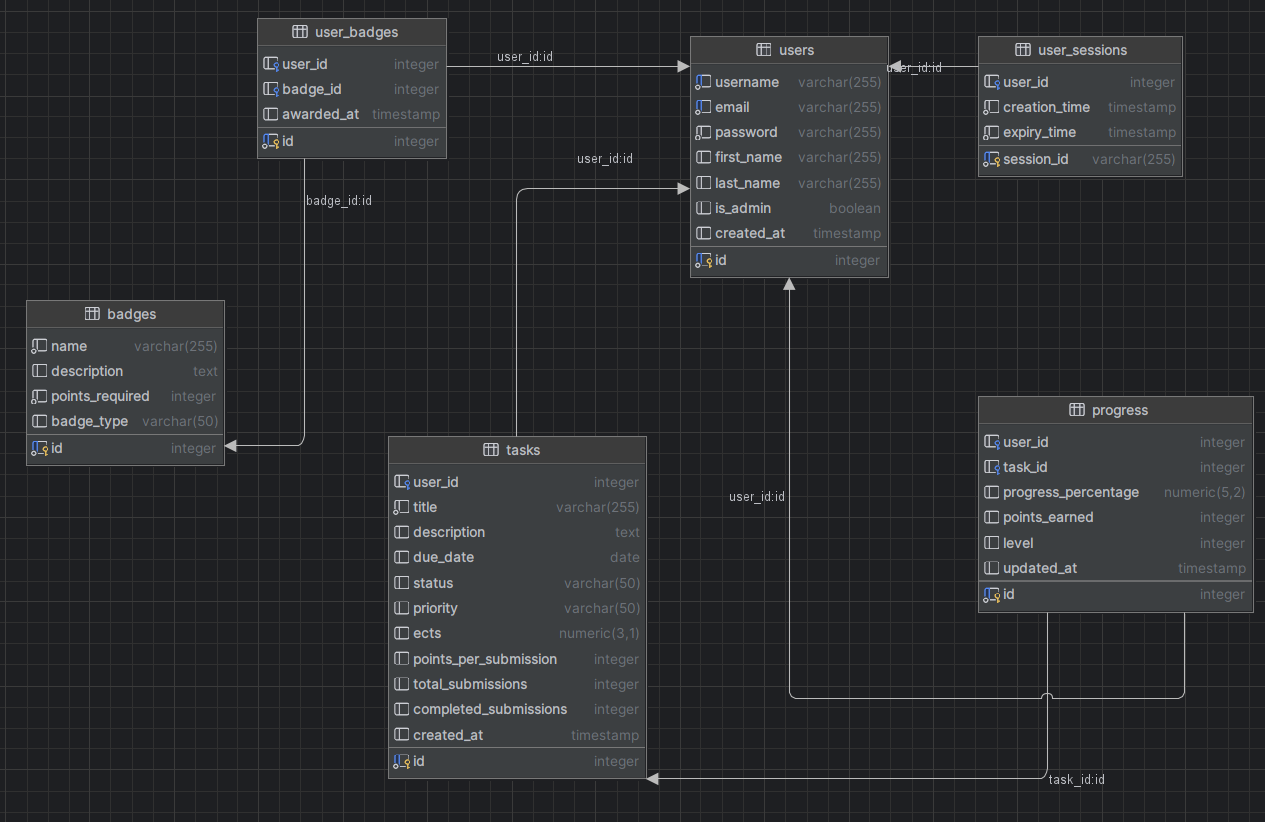 user_badges
user_id integer
badge_id integer
awarded_at timestamp
id integer
user_id:id
users
username varchar(255)
email varchar(255)
password varchar(255)
first_name varchar(255)
last_name varchar(255)
is_admin boolean
created_at timestamp
id integer
user_id:id
user_sessions
user_id integer
creation_time timestamp
expiry_time timestamp
session_id varchar(255)
user_id:id
badge_id:id
badges
name varchar(255)
description text
points_required integer
badge_type varchar(50)
id integer
tasks
user_id integer
title varchar(255)
description text
due_date date
status varchar(50)
priority varchar(50)
ects numeric(3,1)
points_per_submission integer
total_submissions integer
completed_submissions integer
created_at timestamp
id integer
user_id:id
progress
user_id integer
task_id integer
progress_percentage numeric(5,2)
points_earned integer
level integer
updated_at timestamp
id integer
task_id:id